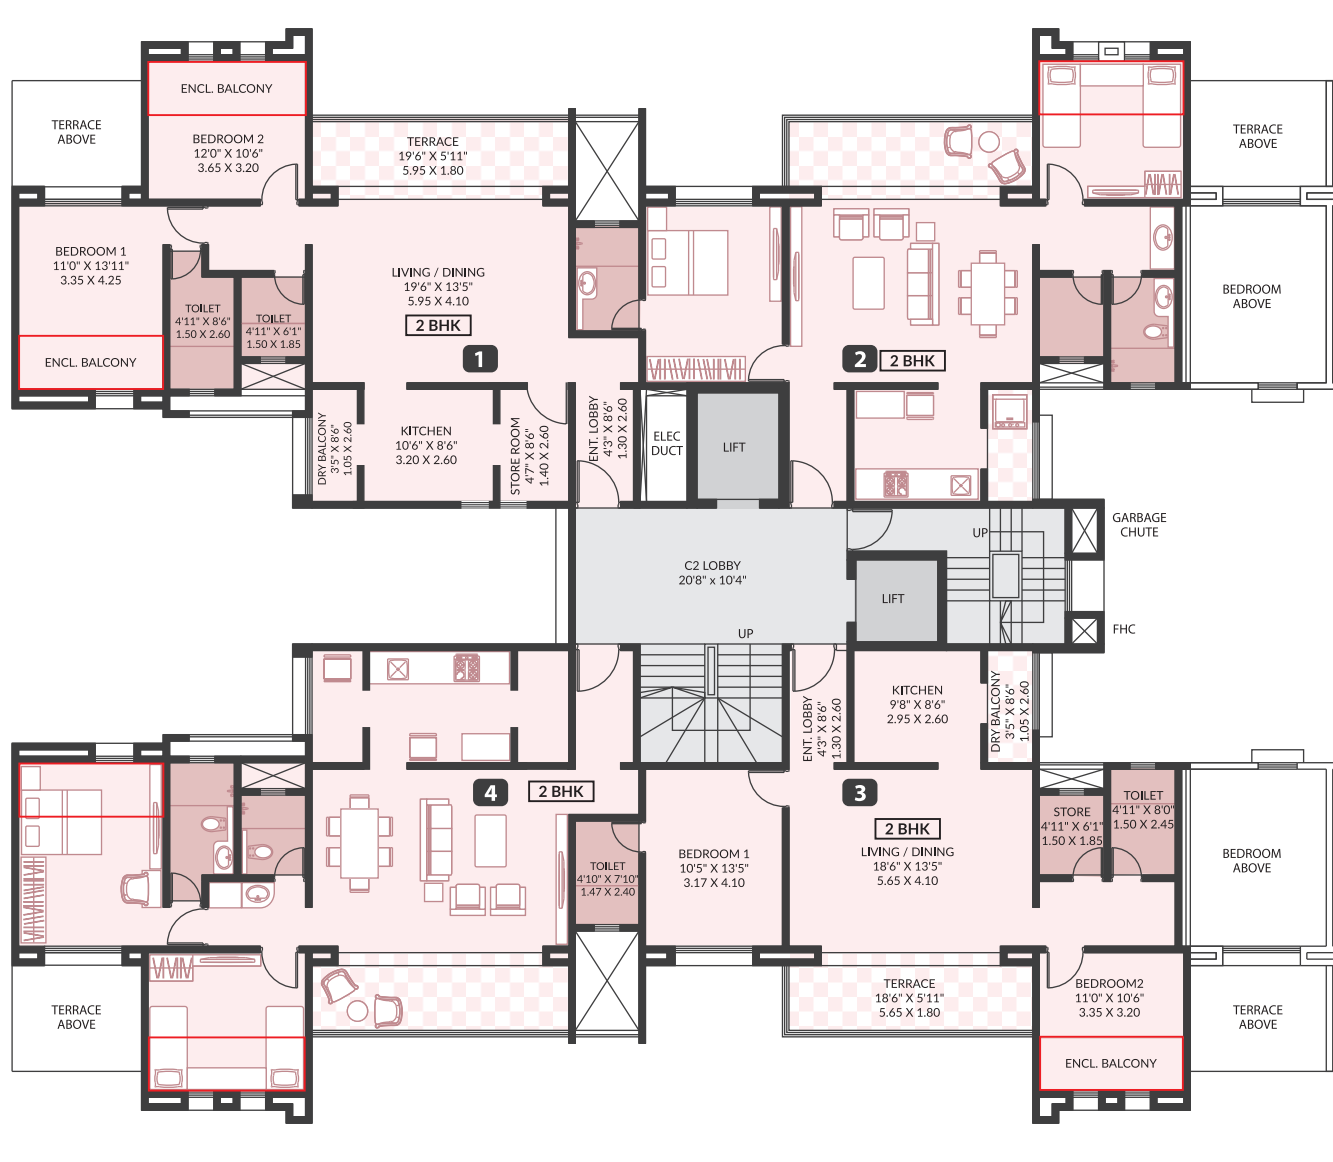 ENCL. BALCONY
BEDROOM 2
12'0" X 10'6"
3.65 X 3.20
TERRACE
ABOVE
TERRACE
19'6" X 5'11"
5.95 X 1.80
TERRACE
ABOVE
BEDROOM 1
11'0" X 13'11"
3.35 X 4.25
ENCL. BALCONY
TOILET
4'11" X 8'6"
1.50 X 2.60
TOILET
4'11" X 6'1"
1.50 X 1.85
LIVING / DINING
19'6" X 13'5"
5.95 X 4.10
2 BHK
1
2
2 BHK
BEDROOM
ABOVE
DRY BALCONY
3'5" X 8'6"
1.05 X 2.60
KITCHEN
10'6" X 8'6"
3.20 X 2.60
STORE ROOM
4'7" X 8'6"
1.40 X 2.60
ENT. LOBBY
4'3" X 8'6"
1.30 X 2.60
ELEC
DUCT
LIFT
GARBAGE
CHUTE
UP
C2 LOBBY
20'8" x 10'4"
LIFT
UP
FHC
KITCHEN
9'8" X 8'6"
2.95 X 2.60
ENT. LOBBY
4'3" X 8'6"
1.30 X 2.60
DRY BALCONY
3'5" X 8'6"
1.05 X 2.60
4
2 BHK
3
2 BHK
LIVING / DINING
18'6" X 13'5"
5.65 X 4.10
STORE
4'11" X 6'1"
1.50 X 1.85
TOILET
4'11" X 8'0"
1.50 X 2.45
BEDROOM
ABOVE
TOILET
4'10" X 7'10"
1.47 X 2.40
BEDROOM 1
10'5" X 13'5"
3.17 X 4.10
TERRACE
ABOVE
TERRACE
18'6" X 5'11"
5.65 X 1.80
BEDROOM2
11'0" X 10'6"
3.35 X 3.20
ENCL. BALCONY
TERRACE
ABOVE